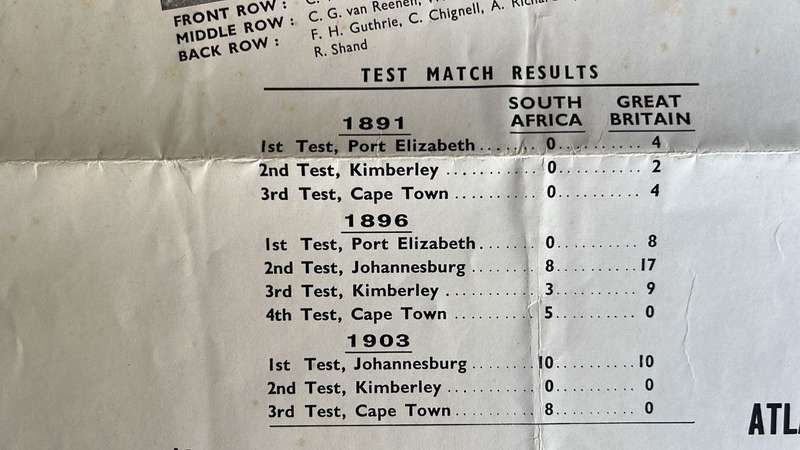 FRONT ROW :
MIDDLE ROW : C. G. van Reenen,
BACK ROW : F. H. Guthrie, C. Chignell, A.
R. Shand
TEST MATCH RESULTS
SOUTH AFRICA GREAT BRITAIN
1891
1st Test, Port Elizabeth ....... 0 .......... 4
2nd Test, Kimberley ........... 0 .......... 2
3rd Test, Cape Town .......... 0 .......... 4
1896
1st Test, Port Elizabeth ....... 0 .......... 8
2nd Test, Johannesburg ........ 8 .......... 17
3rd Test, Kimberley ........... 3 .......... 9
4th Test, Cape Town .......... 5 .......... 0
1903
1st Test, Johannesburg ........ 10 .......... 10
2nd Test, Kimberley ........... 0 .......... 0
3rd Test, Cape Town .......... 8 .......... 0